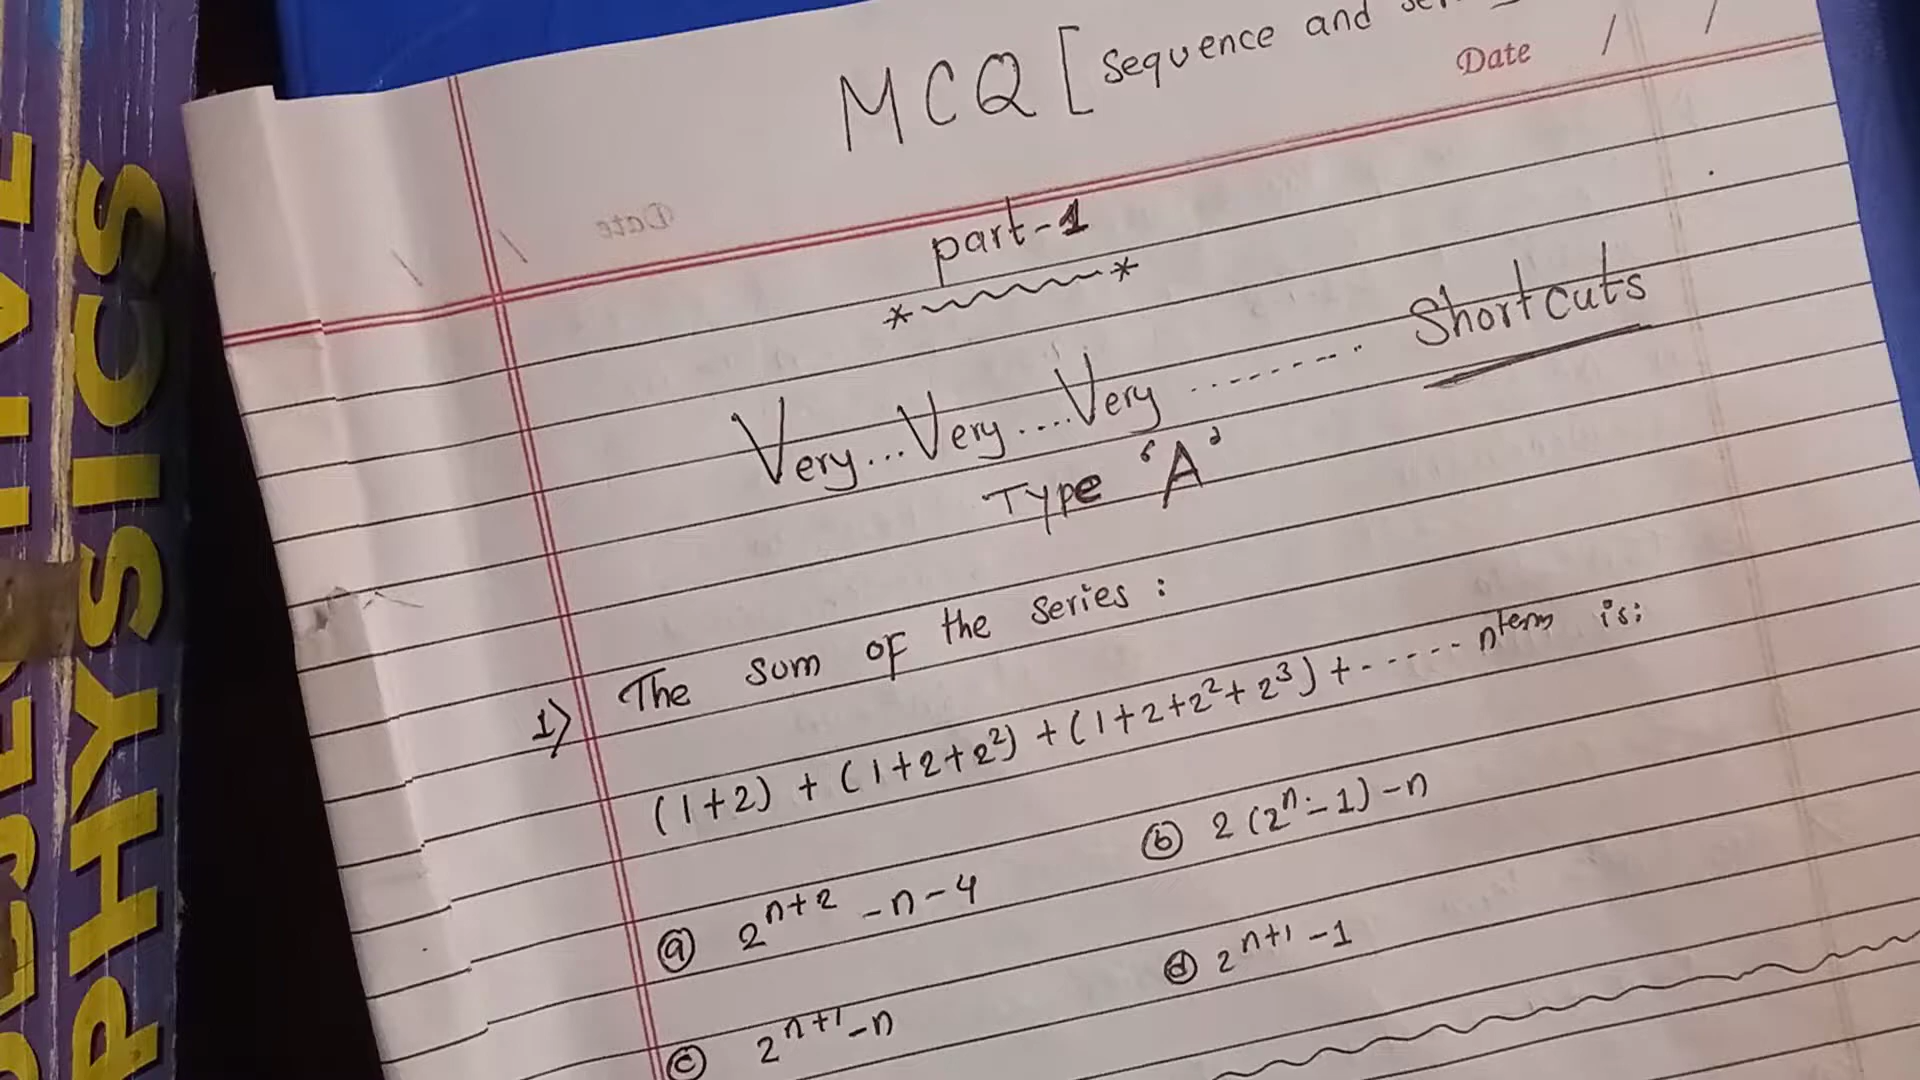 PHYSICS
MCQ [Sequence and
Date / /
Date
part-1
*~~~~~*
Very...Very....Very ........ Shortcuts
Type 'A'
1) The sum of the series:
(1+2) + (1+2+2²) + (1+2+2²+2³) + ...... nᵗᵉʳᵐ is:
ⓐ 2ⁿ⁺² -n-4
ⓑ 2(2ⁿ-1)-n
ⓒ 2ⁿ⁺¹-n
ⓓ 2ⁿ⁺¹-1